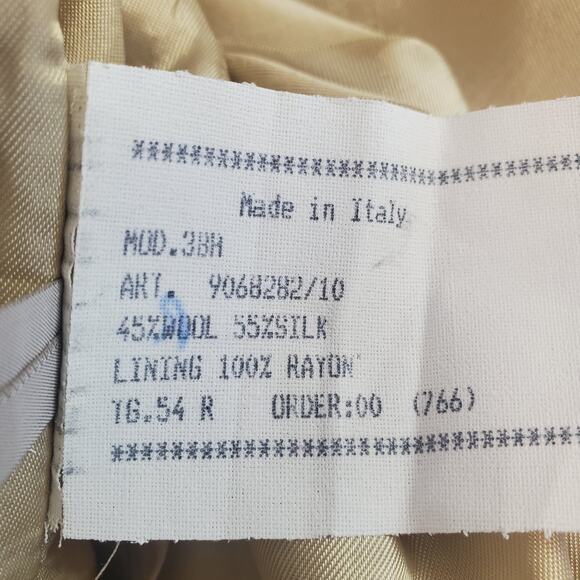 ************************************
Made in Italy
MOD.38H
ART. 9068282/10
45%WOOL 55%SILK
LINING 100% RAYON
TG.54 R ORDER:00 (766)
************************************